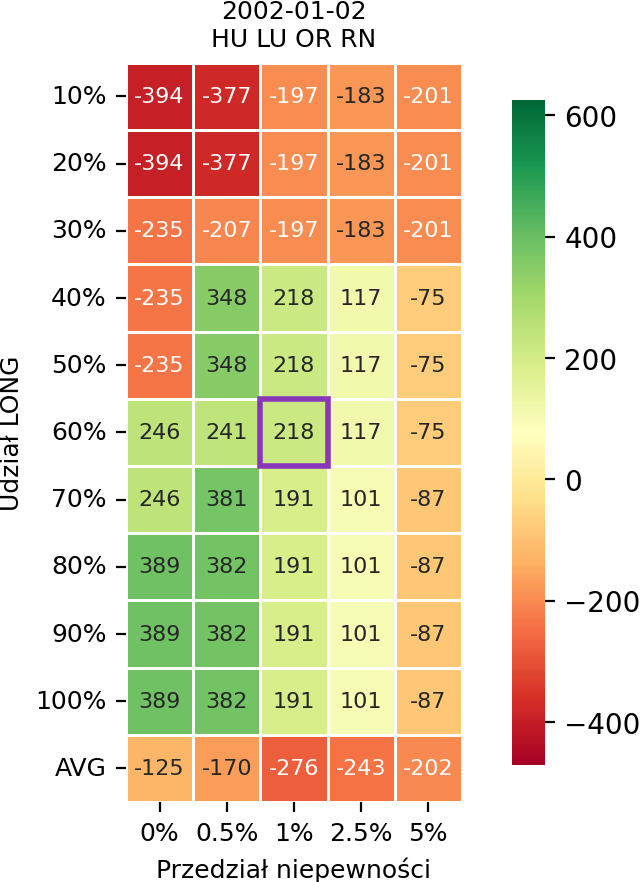 2002-01-02
HU LU OR RN
Udział LONG
10% -394 -377 -197 -183 -201
20% -394 -377 -197 -183 -201
30% -235 -207 -197 -183 -201
40% -235 348 218 117 -75
50% -235 348 218 117 -75
60% 246 241 218 117 -75
70% 246 381 191 101 -87
80% 389 382 191 101 -87
90% 389 382 191 101 -87
100% 389 382 191 101 -87
AVG -125 -170 -276 -243 -202
0% 0.5% 1% 2.5% 5%
Przedział niepewności
600
400
200
0
−200
−400